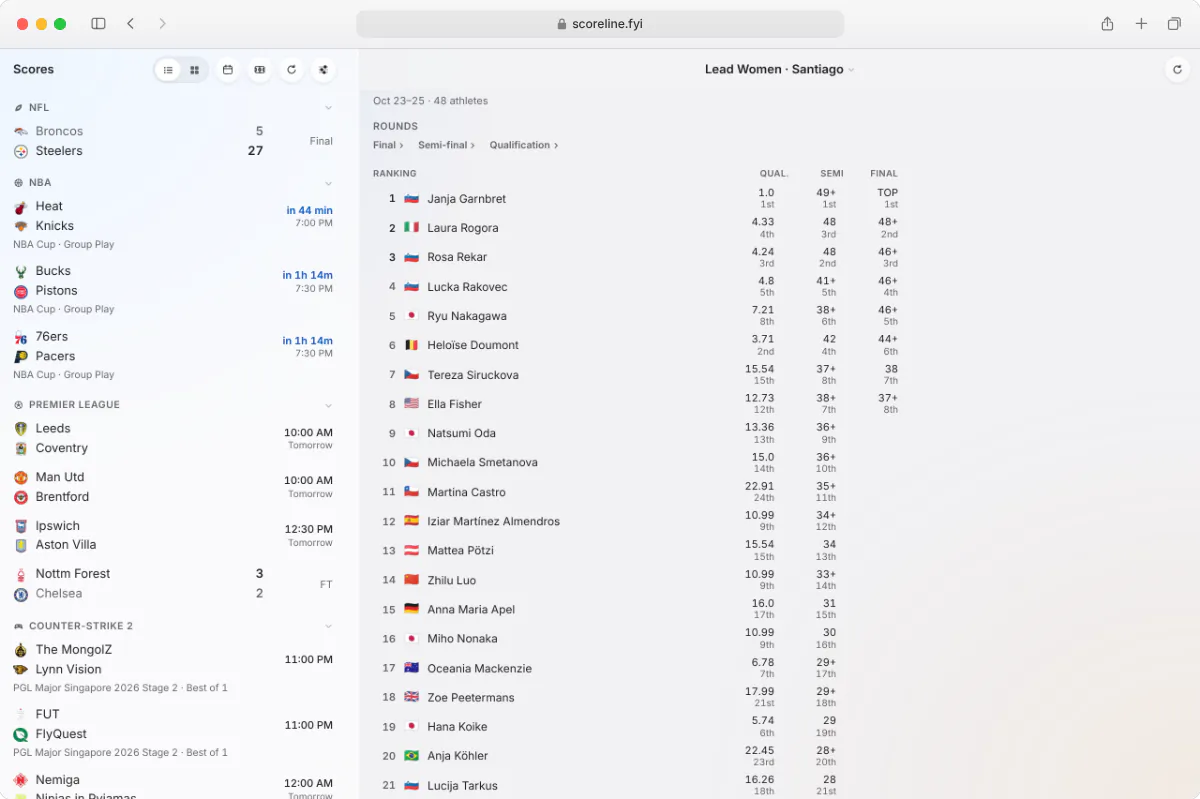 scoreline.fyi
Scores
NFL
Broncos 5
Steelers 27
Final
NBA
Heat
Knicks
in 44 min
7:00 PM
NBA Cup · Group Play
Bucks
Pistons
in 1h 14m
7:30 PM
NBA Cup · Group Play
76ers
Pacers
in 1h 14m
7:30 PM
NBA Cup · Group Play
PREMIER LEAGUE
Leeds
Coventry
10:00 AM
Tomorrow
Man Utd
Brentford
10:00 AM
Tomorrow
Ipswich
Aston Villa
12:30 PM
Tomorrow
Nottm Forest 3
Chelsea 2
FT
COUNTER-STRIKE 2
The MongolZ
Lynn Vision
11:00 PM
PGL Major Singapore 2026 Stage 2 · Best of 1
FUT
FlyQuest
11:00 PM
PGL Major Singapore 2026 Stage 2 · Best of 1
Nemiga
Ninjas in Pyjamas
12:00 AM
Tomorrow
Lead Women · Santiago
Oct 23–25 · 48 athletes
ROUNDS
Final › Semi-final › Qualification ›
RANKING QUAL. SEMI FINAL
1 Janja Garnbret 1.0 49+ TOP
1st 1st 1st
2 Laura Rogora 4.33 48 48+
4th 3rd 2nd
3 Rosa Rekar 4.24 48 46+
3rd 2nd 3rd
4 Lucka Rakovec 4.8 41+ 46+
5th 5th 4th
5 Ryu Nakagawa 7.21 38+ 46+
8th 6th 5th
6 Heloïse Doumont 3.71 42 44+
2nd 4th 6th
7 Tereza Siruckova 15.54 37+ 38
15th 8th 7th
8 Ella Fisher 12.73 38+ 37+
12th 7th 8th
9 Natsumi Oda 13.36 36+
13th 9th
10 Michaela Smetanova 15.0 36+
14th 10th
11 Martina Castro 22.91 35+
24th 11th
12 Iziar Martínez Almendros 10.99 34+
9th 12th
13 Mattea Pötzi 15.54 34
15th 13th
14 Zhilu Luo 10.99 33+
9th 14th
15 Anna Maria Apel 16.0 31
17th 15th
16 Miho Nonaka 10.99 30
9th 16th
17 Oceania Mackenzie 6.78 29+
7th 17th
18 Zoe Peetermans 17.99 29+
21st 18th
19 Hana Koike 5.74 29
6th 19th
20 Anja Köhler 22.45 28+
23rd 20th
21 Lucija Tarkus 16.26 28
18th 21st